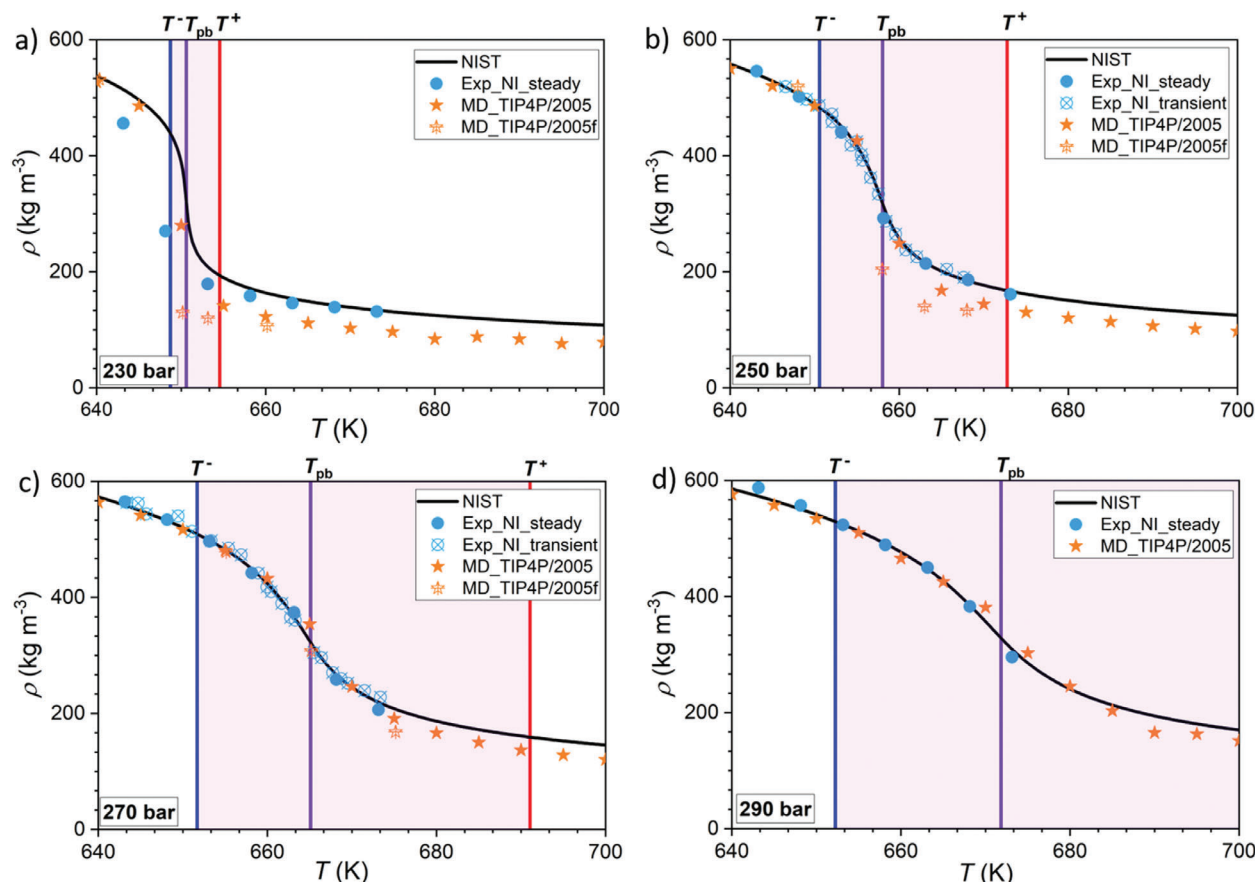 a)
T⁻ T_pb T⁺
600
400
200
0
ρ (kg m⁻³)
NIST
Exp_NI_steady
MD_TIP4P/2005
MD_TIP4P/2005f
230 bar
640 660 680 700
T (K)
b)
T⁻ T_pb T⁺
600
400
200
0
ρ (kg m⁻³)
NIST
Exp_NI_steady
Exp_NI_transient
MD_TIP4P/2005
MD_TIP4P/2005f
250 bar
640 660 680 700
T (K)
c)
T⁻ T_pb T⁺
600
400
200
0
ρ (kg m⁻³)
NIST
Exp_NI_steady
Exp_NI_transient
MD_TIP4P/2005
MD_TIP4P/2005f
270 bar
640 660 680 700
T (K)
d)
T⁻ T_pb
600
400
200
0
ρ (kg m⁻³)
NIST
Exp_NI_steady
MD_TIP4P/2005
290 bar
640 660 680 700
T (K)